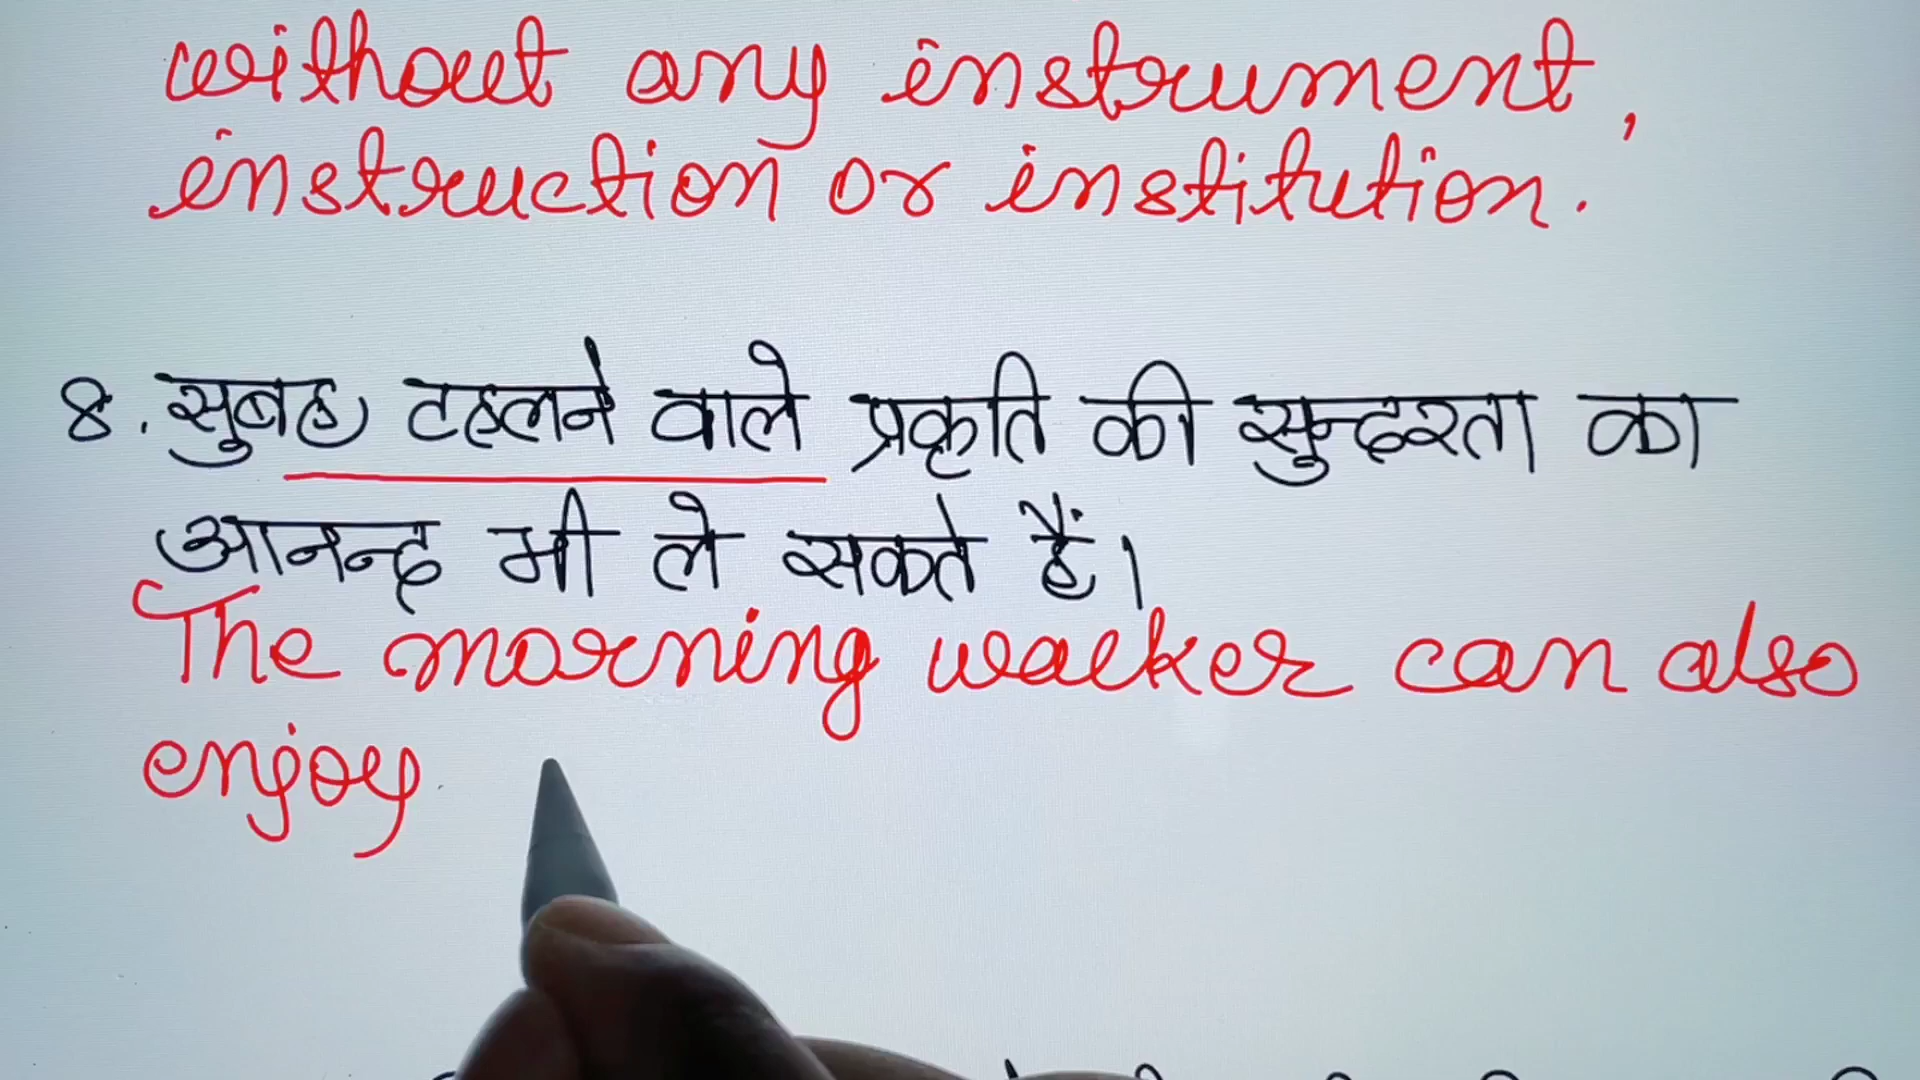 without any instrument,
instruction or institution.
8. सुबह टहलने वाले प्रकृति की सुन्दरता का
आनन्द भी ले सकते हैं।
The morning walker can also
enjoy